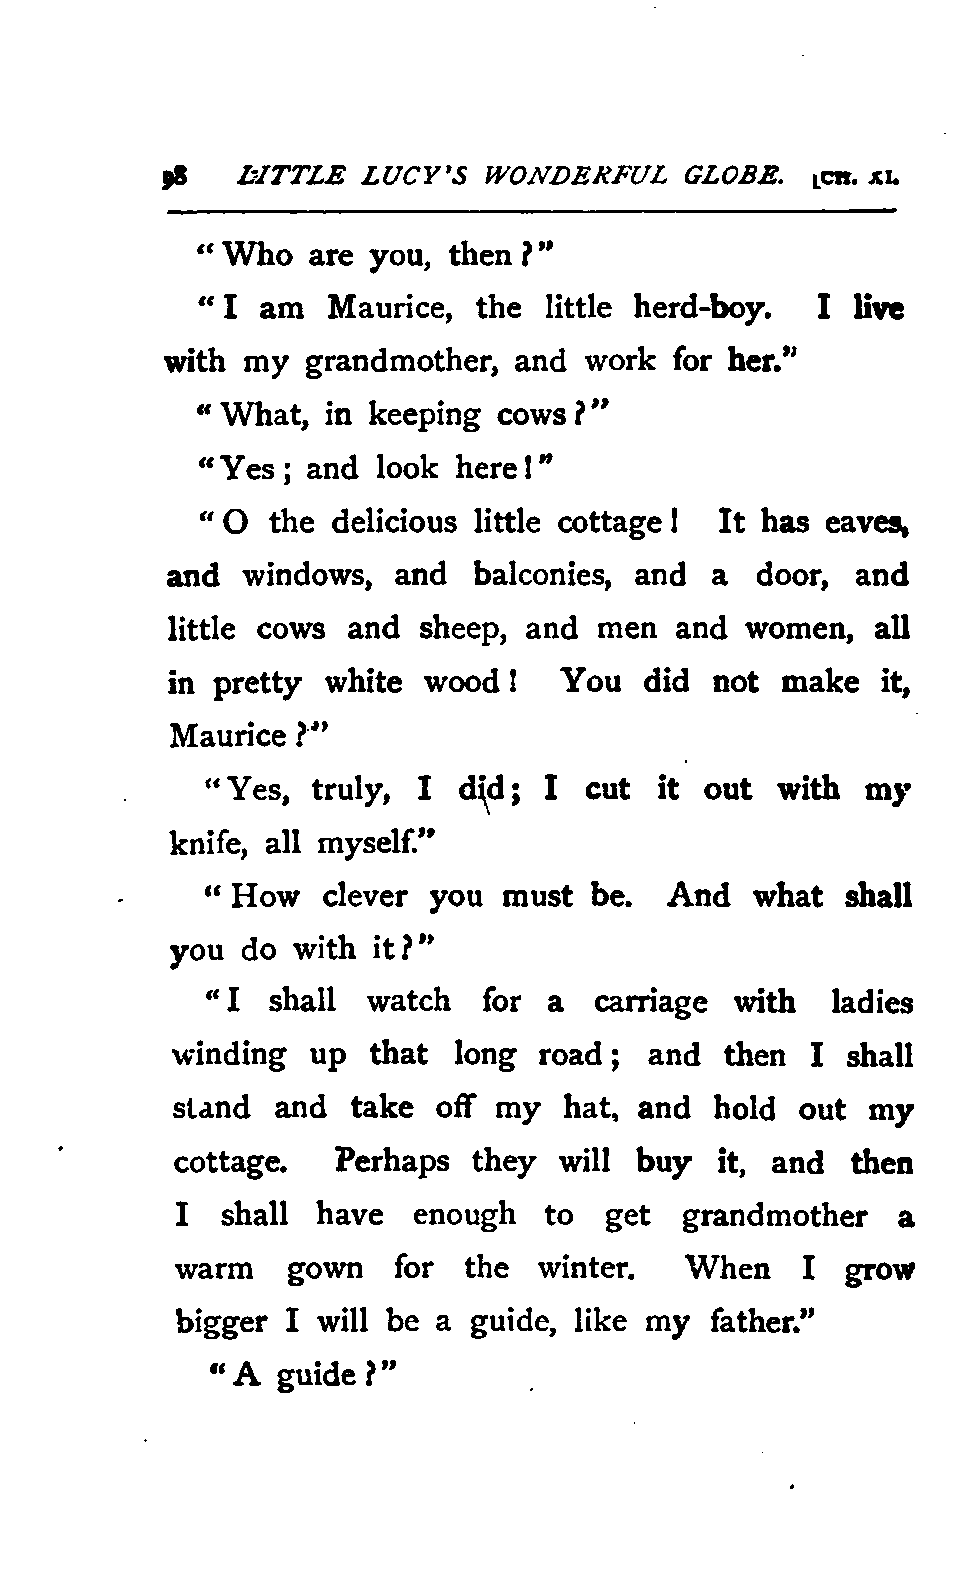 98 LITTLE LUCY'S WONDERFUL GLOBE. [CH. XI.
"Who are you, then?"
"I am Maurice, the little herd-boy. I live
with my grandmother, and work for her."
"What, in keeping cows?"
"Yes; and look here!"
"O the delicious little cottage! It has eaves,
and windows, and balconies, and a door, and
little cows and sheep, and men and women, all
in pretty white wood! You did not make it,
Maurice?"
"Yes, truly, I did; I cut it out with my
knife, all myself."
"How clever you must be. And what shall
you do with it?"
"I shall watch for a carriage with ladies
winding up that long road; and then I shall
stand and take off my hat, and hold out my
cottage. Perhaps they will buy it, and then
I shall have enough to get grandmother a
warm gown for the winter. When I grow
bigger I will be a guide, like my father."
"A guide?"